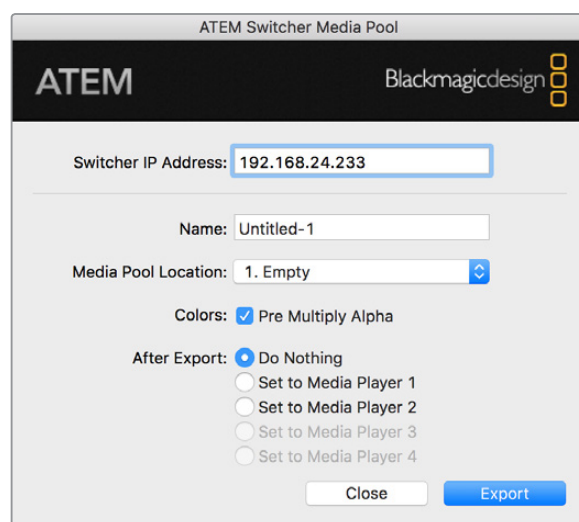 ATEM Switcher Media Pool
ATEM Blackmagicdesign
Switcher IP Address: 192.168.24.233
Name: Untitled-1
Media Pool Location: 1. Empty
Colors: Pre Multiply Alpha
After Export: Do Nothing
Set to Media Player 1
Set to Media Player 2
Set to Media Player 3
Set to Media Player 4
Close Export